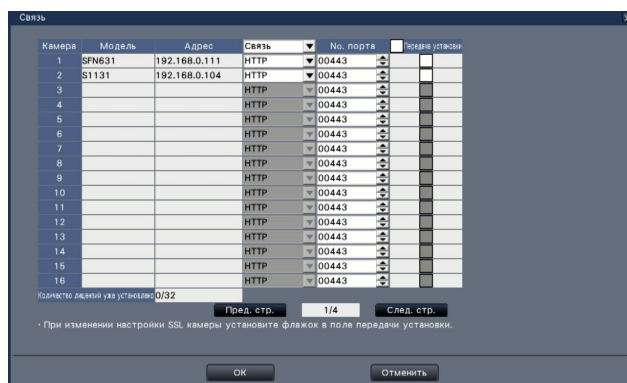 Связь
Камера Модель Адрес Связь No. порта Передача установки
1 SFN631 192.168.0.111 HTTP 00443
2 S1131 192.168.0.104 HTTP 00443
3 HTTP 00443
4 HTTP 00443
5 HTTP 00443
6 HTTP 00443
7 HTTP 00443
8 HTTP 00443
9 HTTP 00443
10 HTTP 00443
11 HTTP 00443
12 HTTP 00443
13 HTTP 00443
14 HTTP 00443
15 HTTP 00443
16 HTTP 00443
Количество лицензий уже установлено 0/32
Пред. стр. 1/4 След. стр.
· При изменении настройки SSL камеры установите флажок в поле передачи установки.
OK Отменить